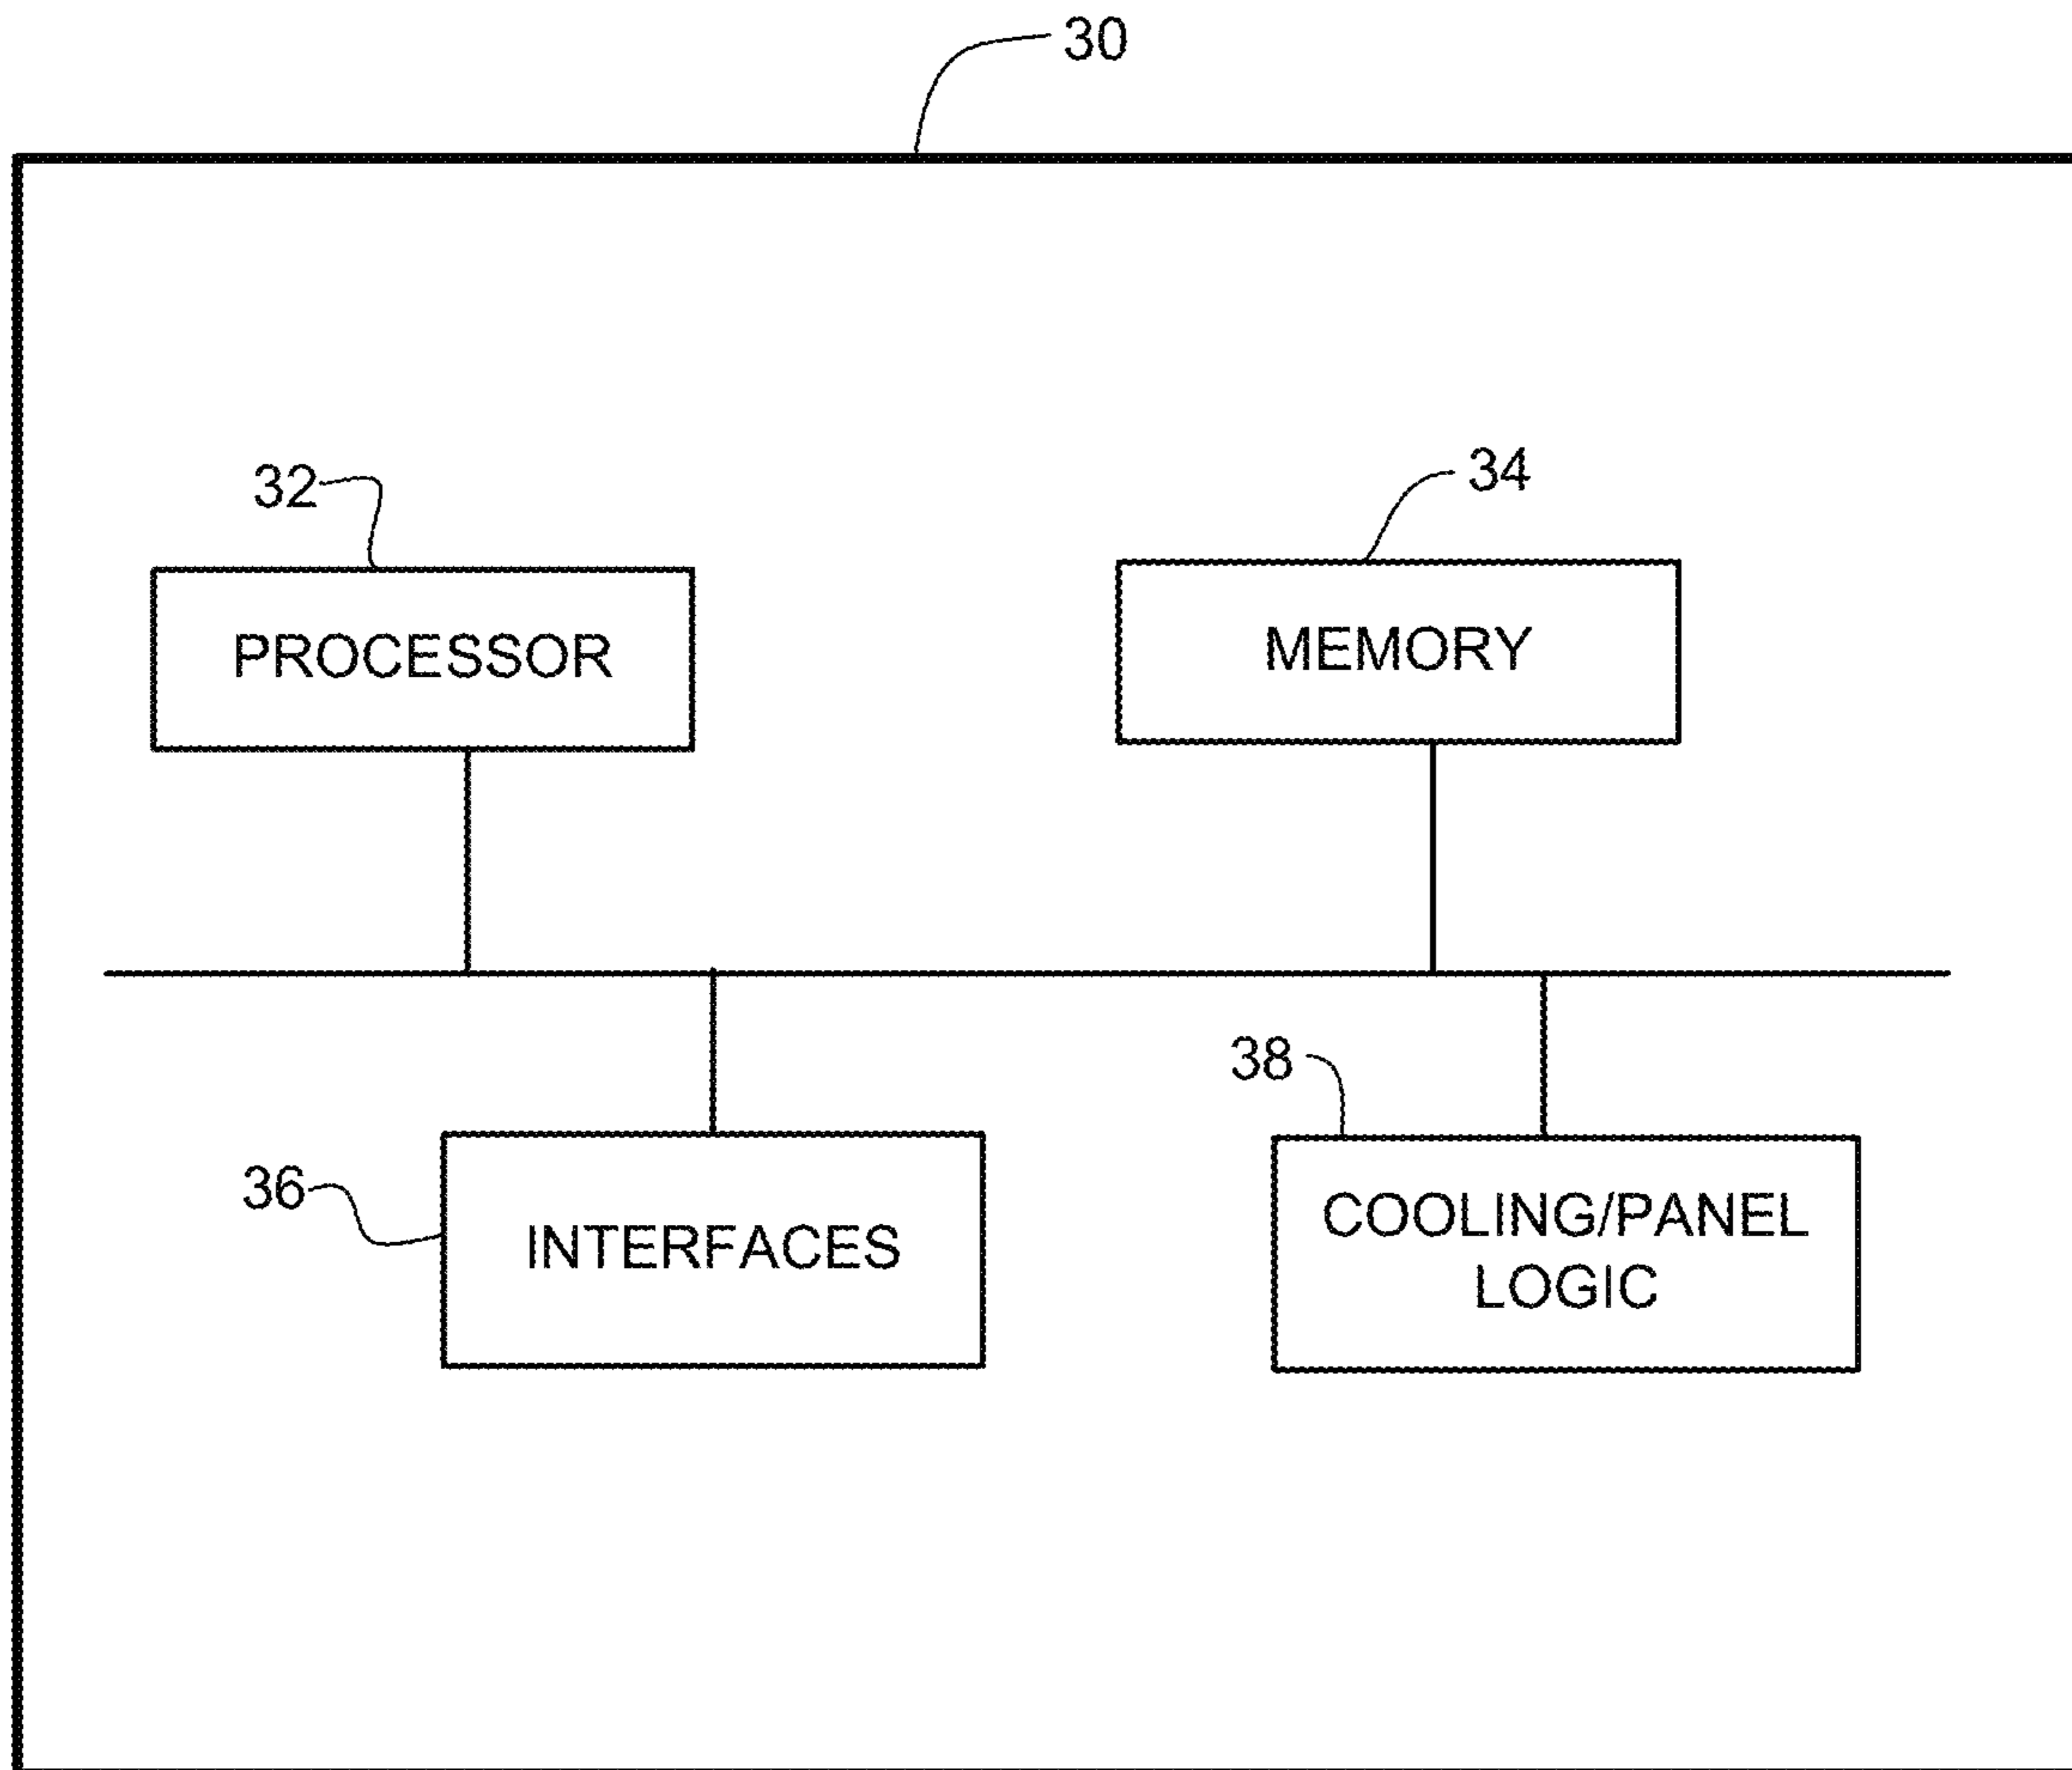 30
32
34
PROCESSOR
MEMORY
38
36
INTERFACES
COOLING/PANEL
LOGIC